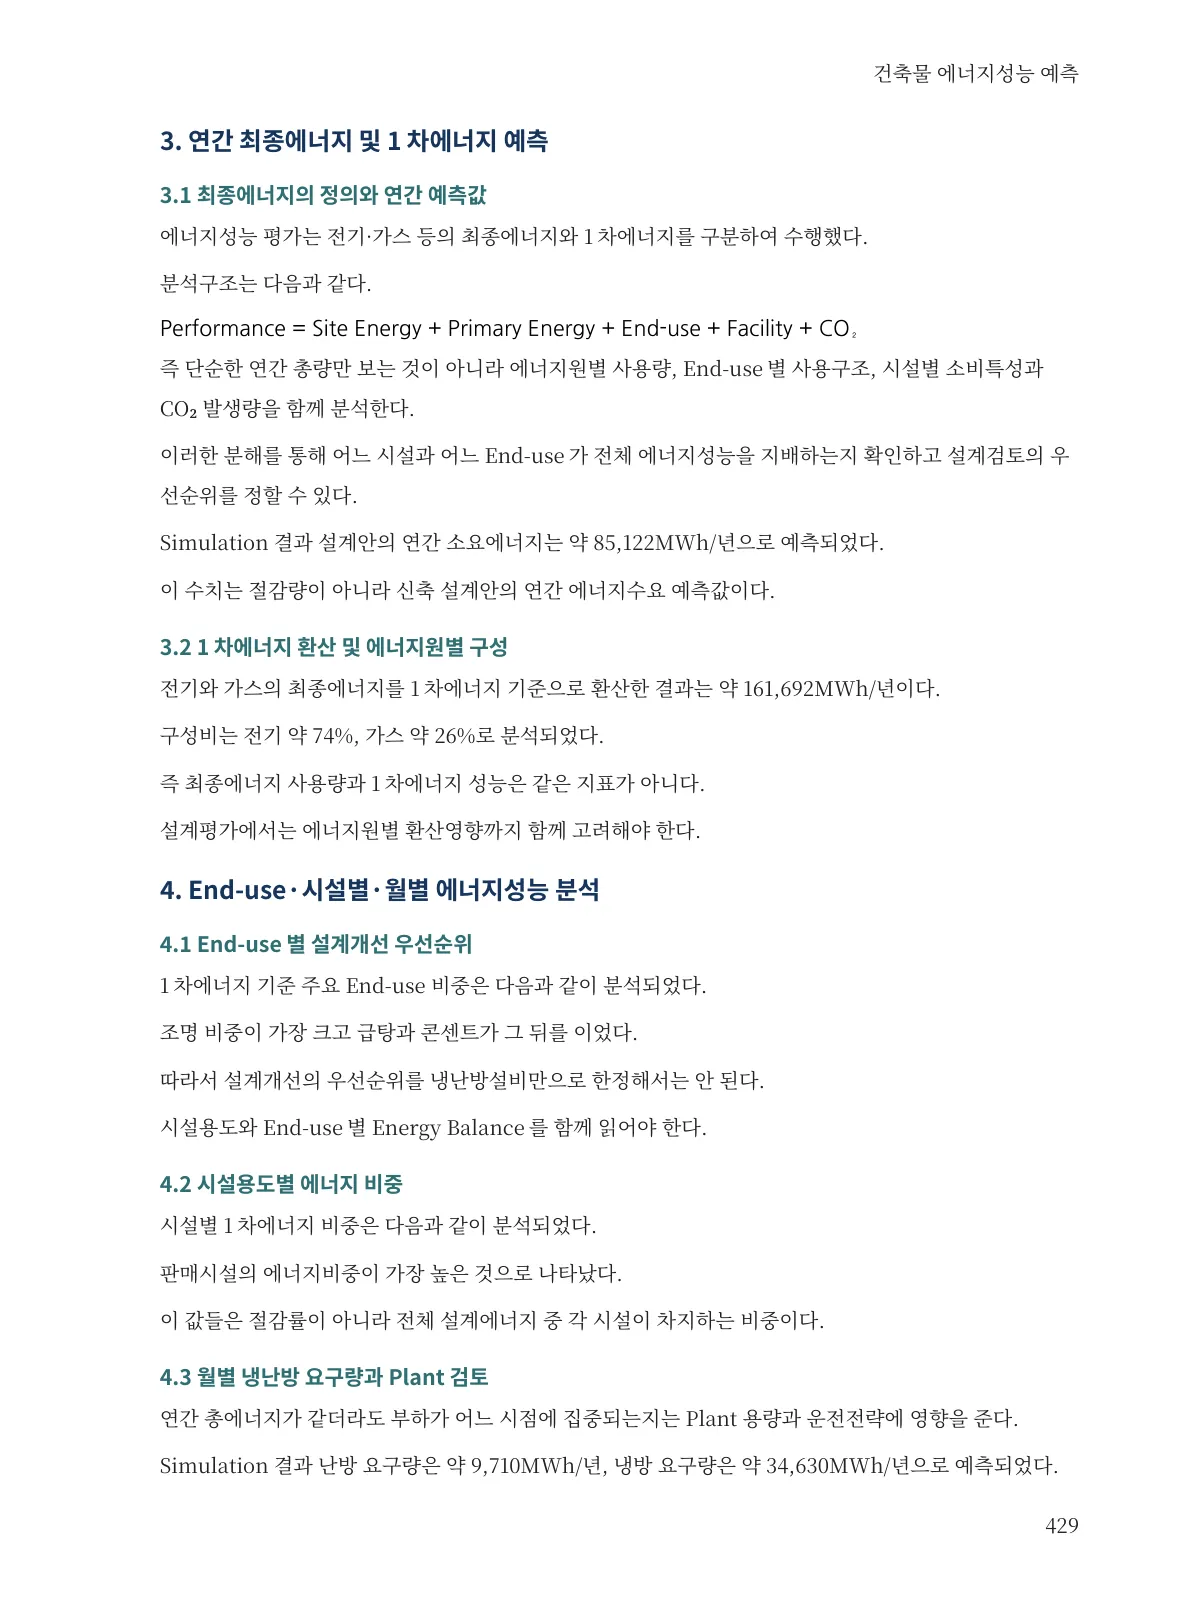 건축물 에너지성능 예측
3. 연간 최종에너지 및 1 차에너지 예측
3.1 최종에너지의 정의와 연간 예측값
에너지성능 평가는 전기·가스 등의 최종에너지와 1 차에너지를 구분하여 수행했다.
분석구조는 다음과 같다.
Performance = Site Energy + Primary Energy + End-use + Facility + CO₂
즉 단순한 연간 총량만 보는 것이 아니라 에너지원별 사용량, End-use 별 사용구조, 시설별 소비특성과
CO₂ 발생량을 함께 분석한다.
이러한 분해를 통해 어느 시설과 어느 End-use 가 전체 에너지성능을 지배하는지 확인하고 설계검토의 우
선순위를 정할 수 있다.
Simulation 결과 설계안의 연간 소요에너지는 약 85,122MWh/년으로 예측되었다.
이 수치는 절감량이 아니라 신축 설계안의 연간 에너지수요 예측값이다.
3.2 1 차에너지 환산 및 에너지원별 구성
전기와 가스의 최종에너지를 1 차에너지 기준으로 환산한 결과는 약 161,692MWh/년이다.
구성비는 전기 약 74%, 가스 약 26%로 분석되었다.
즉 최종에너지 사용량과 1 차에너지 성능은 같은 지표가 아니다.
설계평가에서는 에너지원별 환산영향까지 함께 고려해야 한다.
4. End-use·시설별·월별 에너지성능 분석
4.1 End-use 별 설계개선 우선순위
1 차에너지 기준 주요 End-use 비중은 다음과 같이 분석되었다.
조명 비중이 가장 크고 급탕과 콘센트가 그 뒤를 이었다.
따라서 설계개선의 우선순위를 냉난방설비만으로 한정해서는 안 된다.
시설용도와 End-use 별 Energy Balance 를 함께 읽어야 한다.
4.2 시설용도별 에너지 비중
시설별 1 차에너지 비중은 다음과 같이 분석되었다.
판매시설의 에너지비중이 가장 높은 것으로 나타났다.
이 값들은 절감률이 아니라 전체 설계에너지 중 각 시설이 차지하는 비중이다.
4.3 월별 냉난방 요구량과 Plant 검토
연간 총에너지가 같더라도 부하가 어느 시점에 집중되는지는 Plant 용량과 운전전략에 영향을 준다.
Simulation 결과 난방 요구량은 약 9,710MWh/년, 냉방 요구량은 약 34,630MWh/년으로 예측되었다.
429